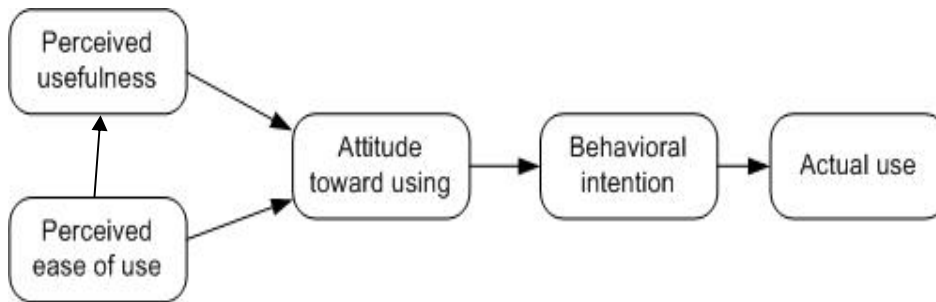 Perceived
usefulness
Perceived
ease of use
Attitude
toward using
Behavioral
intention
Actual use